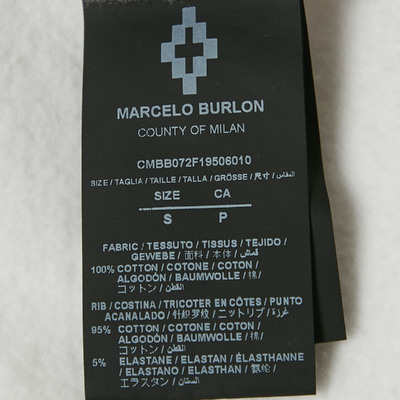 MARCELO BURLON
COUNTY OF MILAN
CMBB072F19506010
SIZE / TAGLIA / TAILLE / TALLA / GRÖSSE / 尺寸 / المقاس
SIZE CA
S P
FABRIC / TESSUTO / TISSUS / TEJIDO /
GEWEBE / 面料 / 本体 / قماش /
100% COTTON / COTONE / COTON /
ALGODÓN / BAUMWOLLE / 棉 /
コットン / القطن /
RIB / COSTINA / TRICOTER EN CÔTES / PUNTO
ACANALADO / 针织罗纹 / ニットリブ / غرزة /
95% COTTON / COTONE / COTON /
ALGODÓN / BAUMWOLLE / 棉 /
コットン / القطن /
5% ELASTANE / ELASTAN / ÉLASTHANNE
/ ELASTANO / ELASTHAN / 氨纶 /
エラスタン / الستان /